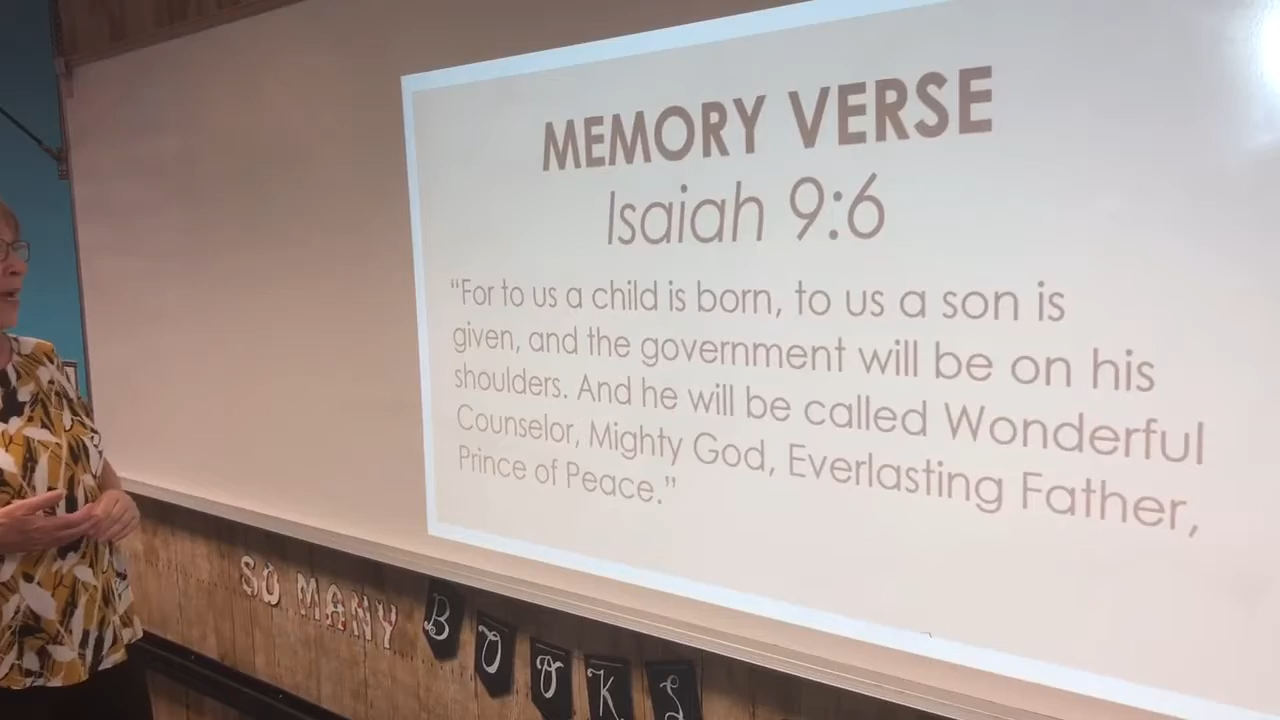 MEMORY VERSE
Isaiah 9:6
“For to us a child is born, to us a son is
given, and the government will be on his
shoulders. And he will be called Wonderful
Counselor, Mighty God, Everlasting Father,
Prince of Peace.”
SO MANY BOOKS